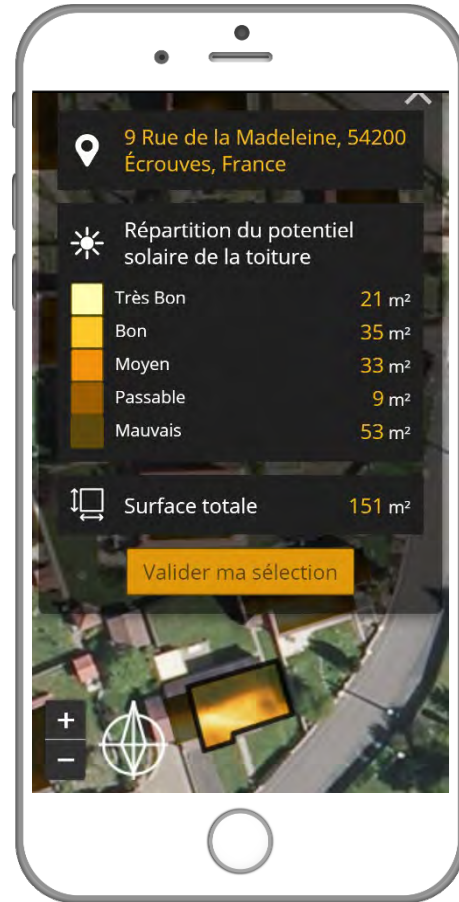 9 Rue de la Madeleine, 54200
Écrouves, France
Répartition du potentiel
solaire de la toiture
Très Bon 21 m²
Bon 35 m²
Moyen 33 m²
Passable 9 m²
Mauvais 53 m²
Surface totale 151 m²
Valider ma sélection
+
−